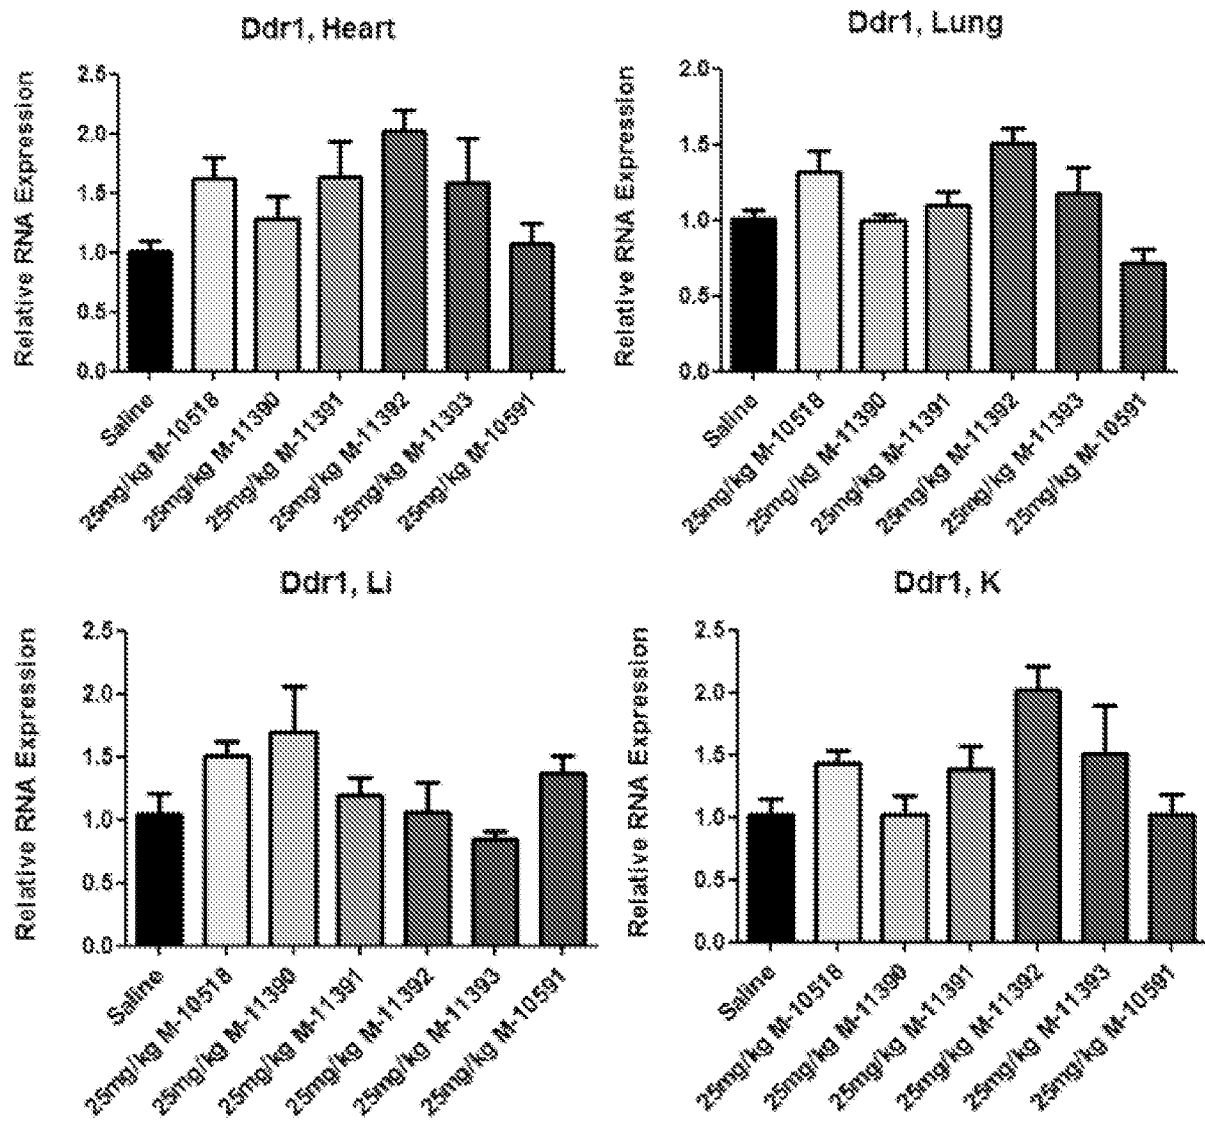 Ddr1, Heart
Relative RNA Expression
2.5
2.0
1.5
1.0
0.5
0.0
Saline
25mg/kg M-10518
25mg/kg M-11390
25mg/kg M-11391
25mg/kg M-11392
25mg/kg M-11393
25mg/kg M-10591
Ddr1, Lung
Relative RNA Expression
2.0
1.5
1.0
0.5
0.0
Saline
25mg/kg M-10518
25mg/kg M-11390
25mg/kg M-11391
25mg/kg M-11392
25mg/kg M-11393
25mg/kg M-10591
Ddr1, Li
Relative RNA Expression
2.5
2.0
1.5
1.0
0.5
0.0
Saline
25mg/kg M-10518
25mg/kg M-11390
25mg/kg M-11391
25mg/kg M-11392
25mg/kg M-11393
25mg/kg M-10591
Ddr1, K
Relative RNA Expression
2.5
2.0
1.5
1.0
0.5
0.0
Saline
25mg/kg M-10518
25mg/kg M-11390
25mg/kg M-11391
25mg/kg M-11392
25mg/kg M-11393
25mg/kg M-10591